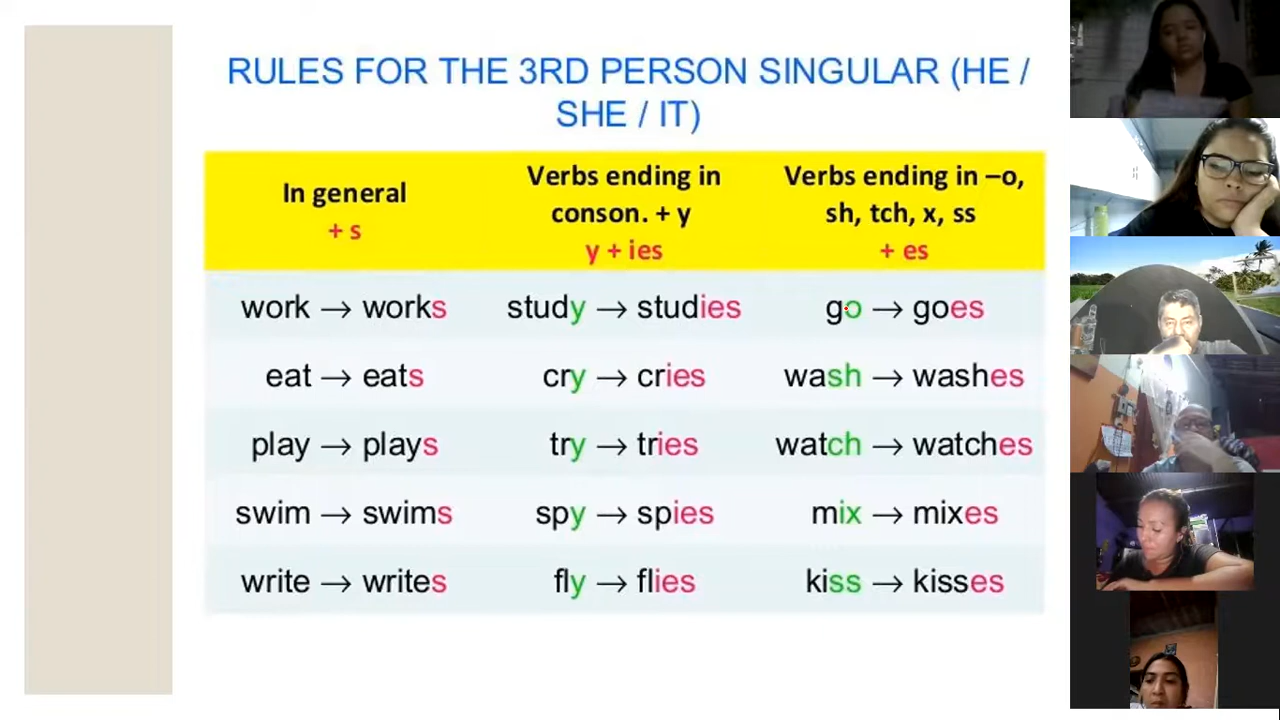 RULES FOR THE 3RD PERSON SINGULAR (HE /
SHE / IT)
In general
+ s
Verbs ending in
conson. + y
y + ies
Verbs ending in –o,
sh, tch, x, ss
+ es
work → works
study → studies
go → goes
eat → eats
cry → cries
wash → washes
play → plays
try → tries
watch → watches
swim → swims
spy → spies
mix → mixes
write → writes
fly → flies
kiss → kisses